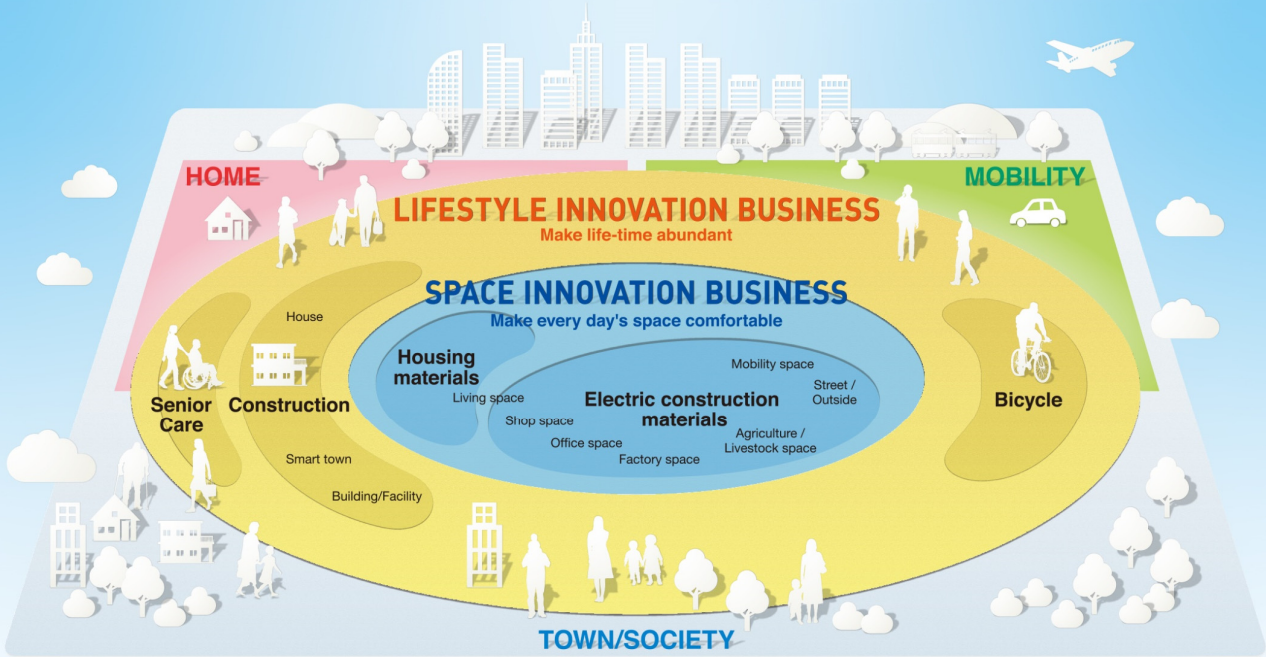 HOME
MOBILITY
LIFESTYLE INNOVATION BUSINESS
Make life-time abundant
SPACE INNOVATION BUSINESS
Make every day's space comfortable
House
Construction
Smart town
Building/Facility
Senior
Care
Housing
materials
Living space
Electric construction
materials
Mobility space
Street /
Outside
Shop space
Office space
Factory space
Agriculture /
Livestock space
Bicycle
TOWN/SOCIETY